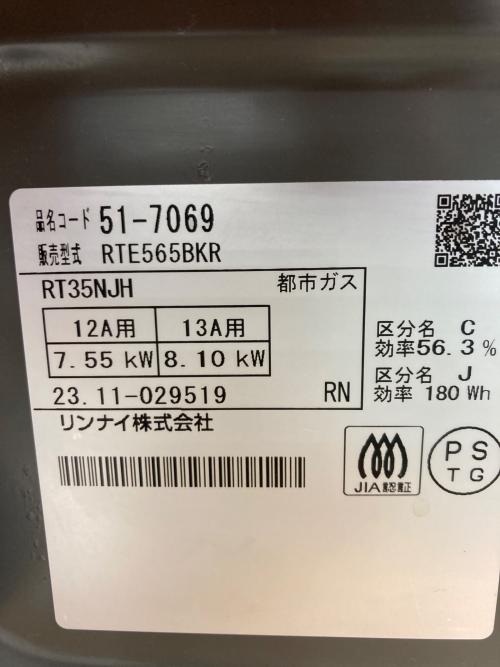 品名コード 51-7069
販売型式 RTE565BKR
RT35NJH 都市ガス
12A用 13A用
7.55 kW 8.10 kW
区分名 C
効率56.3 %
区分名 J
効率 180 Wh
23.11-029519 RN
リンナイ株式会社
JIA認証
PS
TG